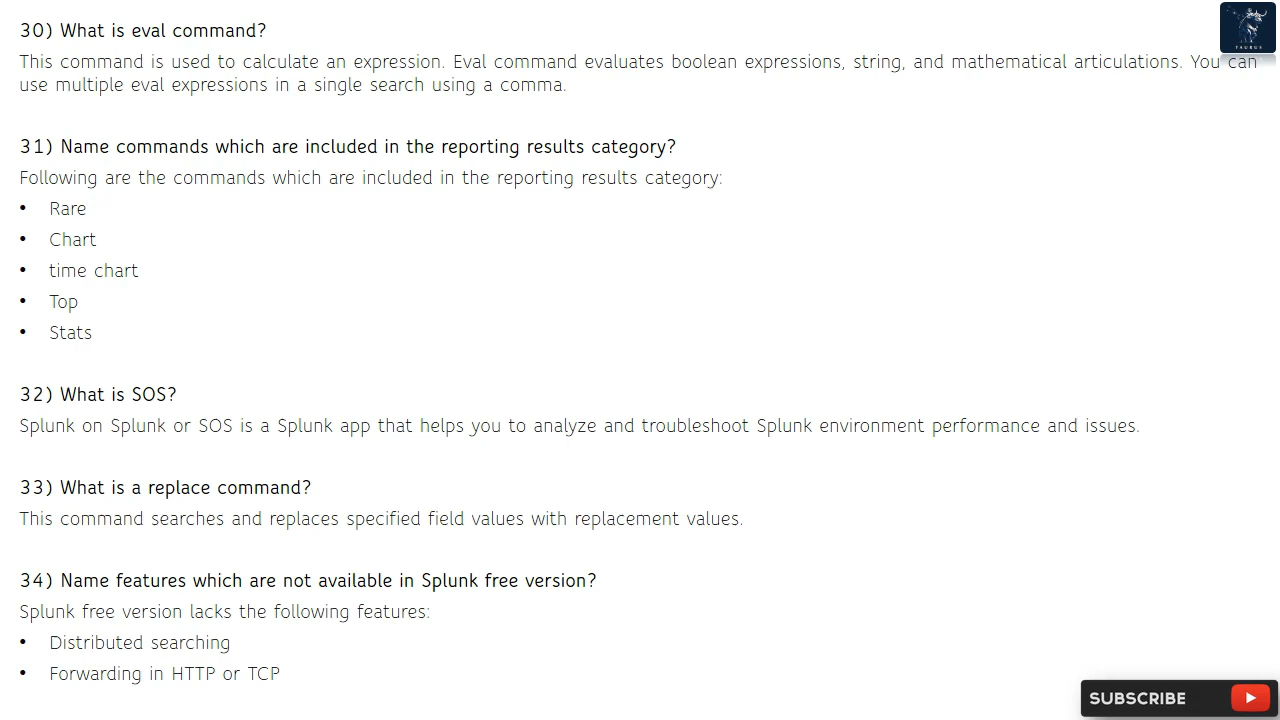 30) What is eval command?
This command is used to calculate an expression. Eval command evaluates boolean expressions, string, and mathematical articulations. You can
use multiple eval expressions in a single search using a comma.
31) Name commands which are included in the reporting results category?
Following are the commands which are included in the reporting results category:
• Rare
• Chart
• time chart
• Top
• Stats
32) What is SOS?
Splunk on Splunk or SOS is a Splunk app that helps you to analyze and troubleshoot Splunk environment performance and issues.
33) What is a replace command?
This command searches and replaces specified field values with replacement values.
34) Name features which are not available in Splunk free version?
Splunk free version lacks the following features:
• Distributed searching
• Forwarding in HTTP or TCP
TAURUS
SUBSCRIBE